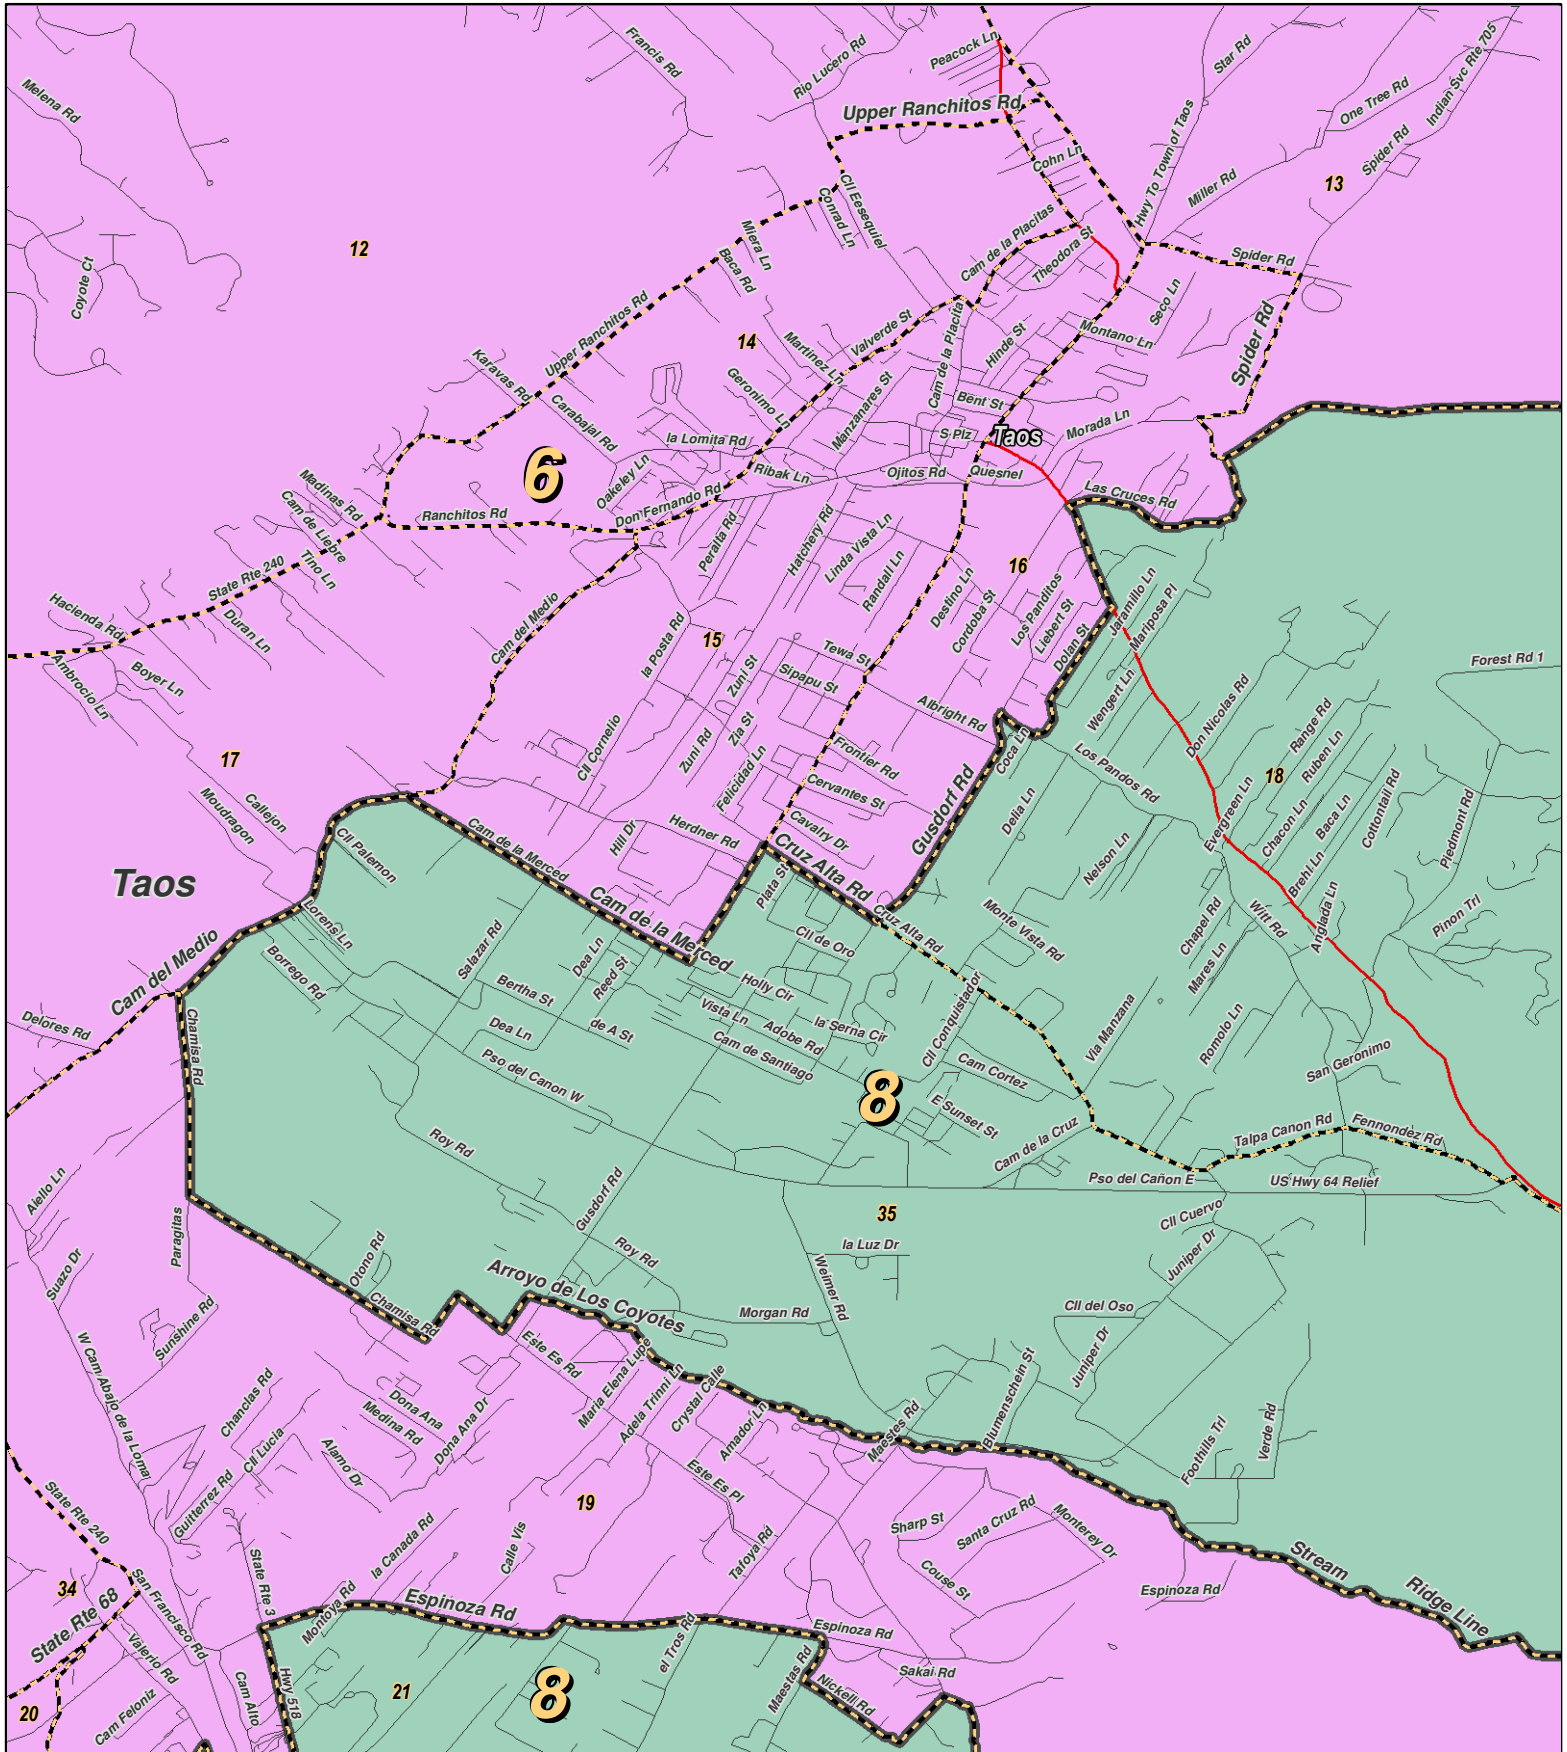 Peacock Ln
Francis Rd
Rio Lucero Rd
Star Rd
Indian Svc Rte 705
Melena Rd
Upper Ranchitos Rd
One Tree Rd
Hwy To Town of Taos
Spider Rd
Cohn Ln
13
Miller Rd
Cll Eesequiel
Conrad Ln
12
Miera Ln
Cam de la Placitas
Theodora St
Spider Rd
Baca Rd
Coyote Ct
Seco Ln
Upper Ranchitos Rd
14
Valverde St
Cam de la Placita
Hinde St
Montano Ln
Spider Rd
Martinez Ln
Karavas Rd
Geronimo Ln
Manzanares St
Bent St
Carabajal Rd
la Lomita Rd
S Plz
Taos
Morada Ln
6
Oakeley Ln
Ribak Ln
Ojitos Rd
Quesnel
Madinas Rd
Cam de Liebre
Ranchitos Rd
Don Fernando Rd
Las Cruces Rd
Peralta Rd
Hatchery Rd
Linda Vista Ln
Randall Ln
16
State Rte 240
Tino Ln
Destino Ln
Cordoba St
Los Panditos
Liebert St
Dolan St
Jaramillo Ln
Mariposa Pl
Hacienda Rd
Duran Ln
Cam del Medio
la Posta Rd
15
Tewa St
Sipapu St
Zuni St
Ambrocio Ln
Boyer Ln
Wengert Ln
Forest Rd 1
Don Nicolas Rd
Albright Rd
Zia St
Zuni Rd
Cll Cornelio
Frontier Rd
Coca Ln
Range Rd
Ruben Ln
17
Los Pandos Rd
18
Felicidad Ln
Cervantes St
Gusdorf Rd
Delia Ln
Evergreen Ln
Chacon Ln
Baca Ln
Cottontail Rd
Piedmont Rd
Callejon
Moudragon
Cll Palemon
Cam de la Merced
Hill Dr
Herdner Rd
Cavalry Dr
Cruz Alta Rd
Nelson Ln
Brehl Ln
Taos
Plata St
Cam de la Merced
Lorens Ln
Cruz Alta Rd
Monte Vista Rd
Chapel Rd
Witt Rd
Anglada Ln
Pinon Trl
Cam del Medio
Salazar Rd
Dea Ln
Reed St
Cll de Oro
Mares Ln
Borrego Rd
Bertha St
Holly Cir
Cll Conquistador
Delores Rd
Chamisa Rd
Dea Ln
de A St
Vista Ln
Adobe Rd
la Serna Cir
Cam de Santiago
Via Manzana
Romolo Ln
San Geronimo
Pso del Canon W
8
Cam Cortez
E Sunset St
Roy Rd
Cam de la Cruz
Talpa Canon Rd
Fennondez Rd
Aiello Ln
Pso del Cañon E
US Hwy 64 Relief
Gusdorf Rd
35
Paragitas
Cll Cuervo
Suazo Dr
Otono Rd
Roy Rd
la Luz Dr
Juniper Dr
Arroyo de Los Coyotes
Weimer Rd
Chamisa Rd
Morgan Rd
Cll del Oso
Sunshine Rd
Este Es Rd
Juniper Dr
W Cam Abajo de la Loma
Maria Elena Lupe
Adela Trinni Ln
Crystal Calle
Blumenschein St
Chanclas Rd
Dona Ana
Medina Rd
Dona Ana Dr
Amador Ln
Maestes Rd
Foothills Trl
Verde Rd
Cll Lucia
Alamo Dr
Este Es Pl
State Rte 240
Guitterrez Rd
19
Sharp St
Santa Cruz Rd
Monterey Dr
la Canada Rd
Calle Vis
Tafoya Rd
Couse St
Stream
34
San Francisco Rd
State Rte 3
Montoya Rd
Espinoza Rd
Espinoza Rd
Ridge Line
State Rte 68
Valerio Rd
el Tros Rd
Espinoza Rd
Cam Alto
Hwy 518
21
8
Maestas Rd
Sakai Rd
Nickell Rd
20
Cam Feloniz